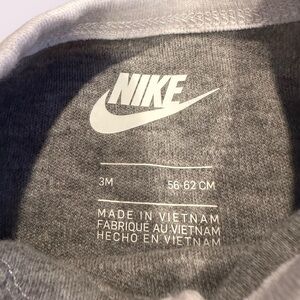 NIKE
3M 56-62 CM
MADE IN VIETNAM
FABRIQUÉ AU VIETNAM
HECHO EN VIETNAM